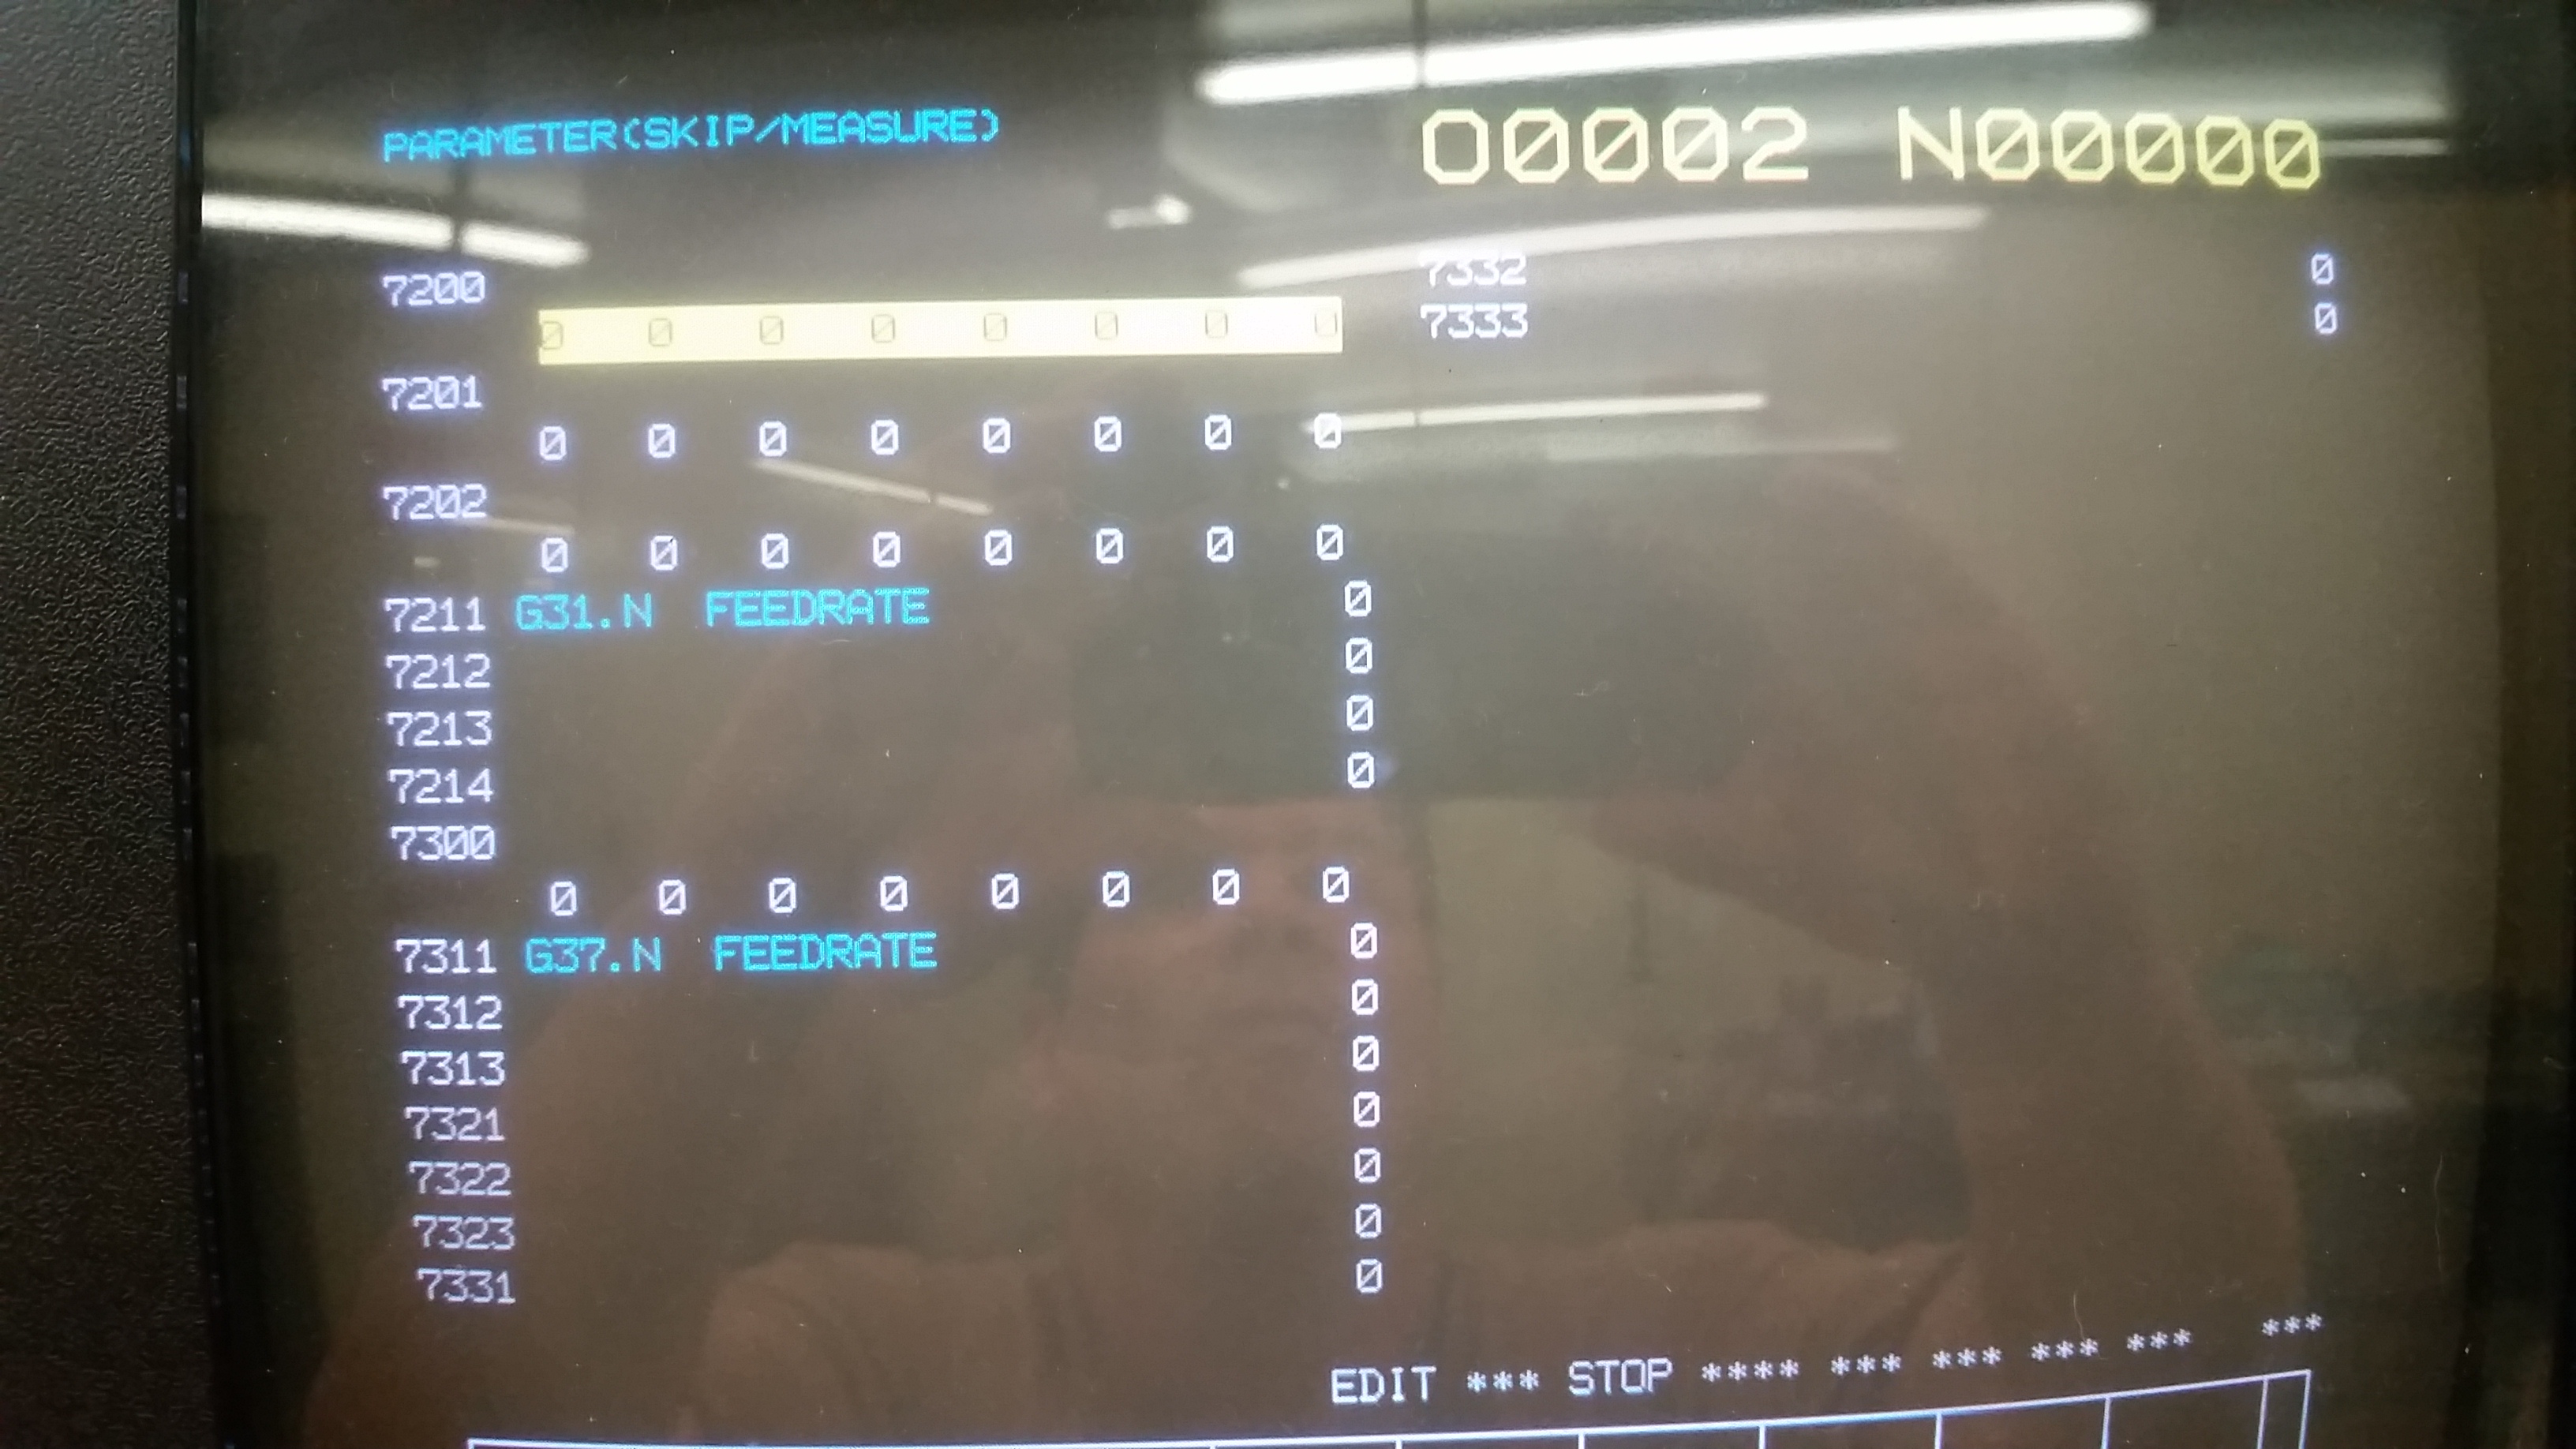 PARAMETER(SKIP/MEASURE) O0002 N00000
7200
0 0 0 0 0 0 0 0
7201
0 0 0 0 0 0 0 0
7202
0 0 0 0 0 0 0 0
7211 G31.N FEEDRATE 0
7212 0
7213 0
7214 0
7300
0 0 0 0 0 0 0 0
7311 G37.N FEEDRATE 0
7312 0
7313 0
7321 0
7322 0
7323 0
7331 0
7332 0
7333 0
EDIT *** STOP **** *** *** *** *** ***